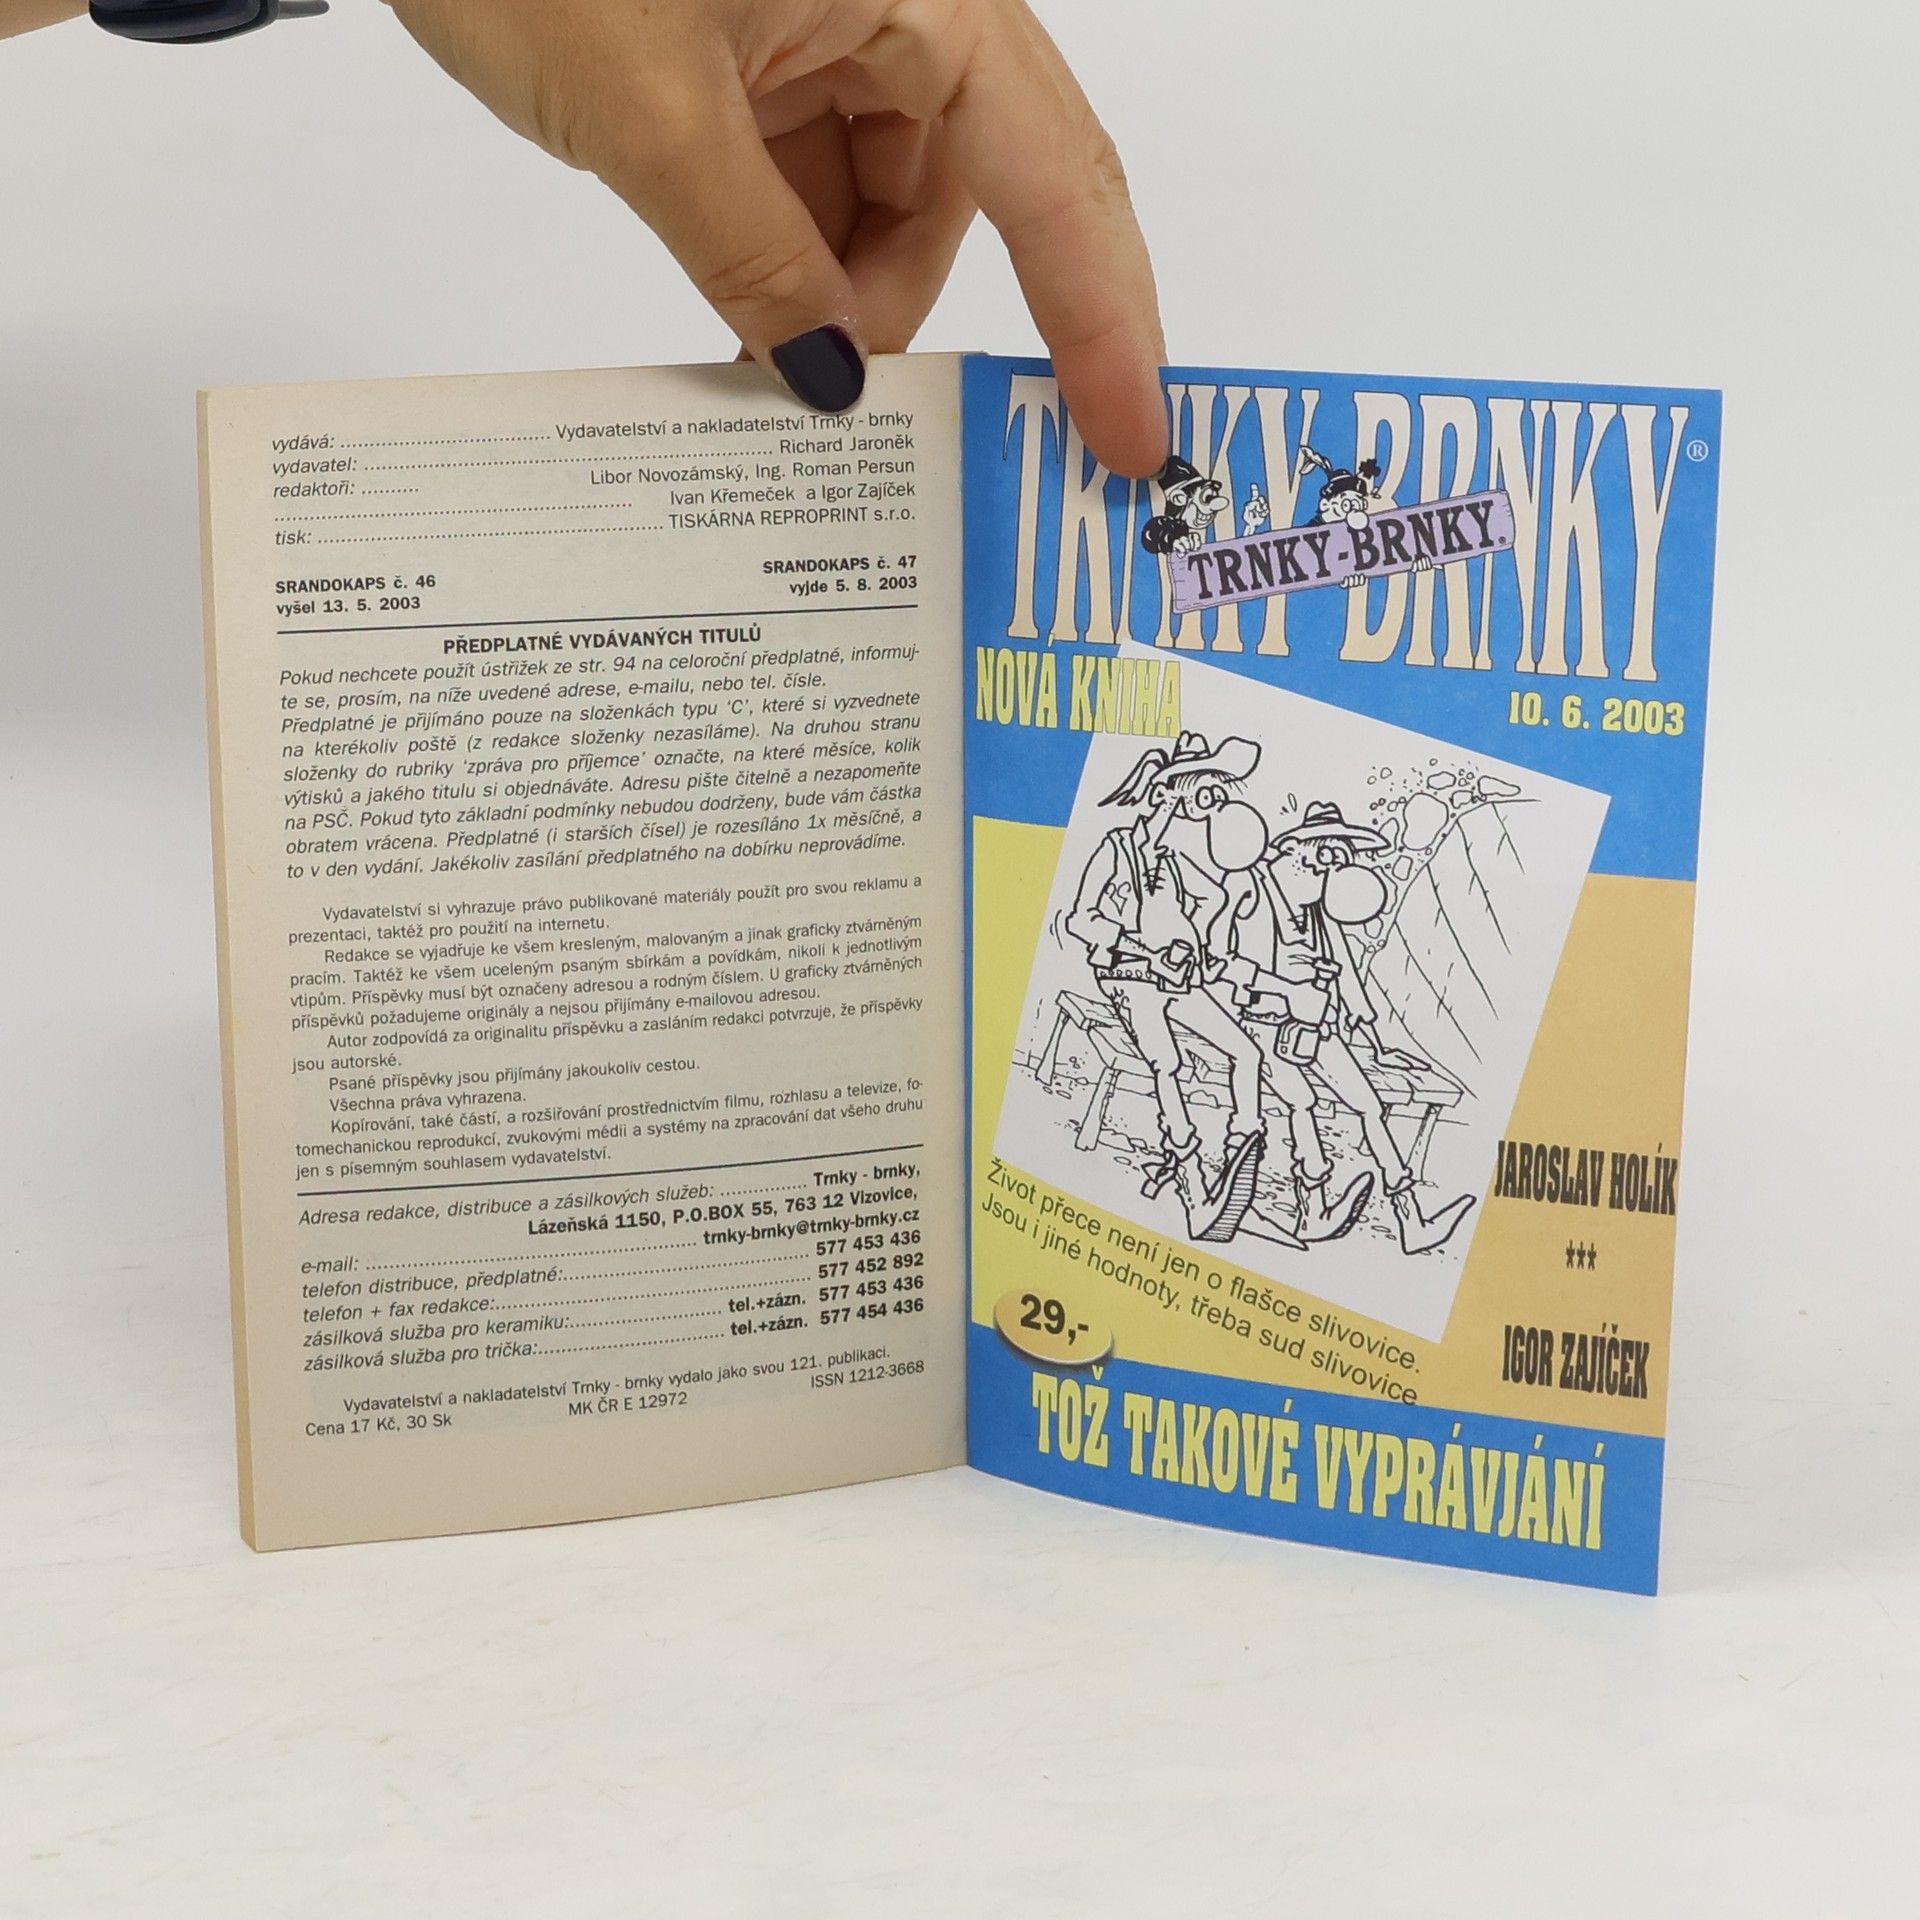 vydává: ................................... Vydavatelství a nakladatelství Trnky - brnky
vydavatel: ..................................................................... Richard Jaroněk
redaktoři: .......... Libor Novozámský, Ing. Roman Persun
.............................................................. Ivan Křemeček a Igor Zajíček
tisk: ........................................................... TISKÁRNA REPROPRINT s.r.o.
SRANDOKAPS č. 46
vyšel 13. 5. 2003
SRANDOKAPS č. 47
vyjde 5. 8. 2003
PŘEDPLATNÉ VYDÁVANÝCH TITULŮ
Pokud nechcete použít ústřižek ze str. 94 na celoroční předplatné, informuj-
te se, prosím, na níže uvedené adrese, e-mailu, nebo tel. čísle.
Předplatné je přijímáno pouze na složenkách typu ‘C’, které si vyzvednete
na kterékoliv poště (z redakce složenky nezasíláme). Na druhou stranu
složenky do rubriky ‘zpráva pro příjemce’ označte, na které měsíce, kolik
výtisků a jakého titulu si objednáváte. Adresu pište čitelně a nezapomeňte
na PSČ. Pokud tyto základní podmínky nebudou dodrženy, bude vám částka
obratem vrácena. Předplatné (i starších čísel) je rozesíláno 1x měsíčně, a
to v den vydání. Jakékoliv zasílání předplatného na dobírku neprovádíme.
Vydavatelství si vyhrazuje právo publikované materiály použít pro svou reklamu a
prezentaci, taktéž pro použití na internetu.
Redakce se vyjadřuje ke všem kresleným, malovaným a jinak graficky ztvárněným
pracím. Taktéž ke všem uceleným psaným sbírkám a povídkám, nikoli k jednotlivým
vtipům. Příspěvky musí být označeny adresou a rodným číslem. U graficky ztvárněných
příspěvků požadujeme originály a nejsou přijímány e-mailovou adresou.
Autor zodpovídá za originalitu příspěvku a zasláním redakci potvrzuje, že příspěvky
jsou autorské.
Psané příspěvky jsou přijímány jakoukoliv cestou.
Všechna práva vyhrazena.
Kopírování, také částí, a rozšiřování prostřednictvím filmu, rozhlasu a televize, fo-
tomechanickou reprodukcí, zvukovými médii a systémy na zpracování dat všeho druhu
jen s písemným souhlasem vydavatelství.
Adresa redakce, distribuce a zásilkových služeb: ............... Trnky - brnky,
Lázeňská 1150, P.O.BOX 55, 763 12 Vizovice,
e-mail: ........................................................ trnky-brnky@trnky-brnky.cz
telefon distribuce, předplatné:.......................................... 577 453 436
telefon + fax redakce:...................................................... 577 452 892
zásilková služba pro keramiku:......................... tel.+zázn. 577 453 436
zásilková služba pro trička:............................... tel.+zázn. 577 454 436
Vydavatelství a nakladatelství Trnky - brnky vydalo jako svou 121. publikaci.
Cena 17 Kč, 30 Sk MK ČR E 12972 ISSN 1212-3668
TRNKY-BRNKY®
TRNKY-BRNKY®
NOVÁ KNIHA
10. 6. 2003
JAROSLAV HOLÍK
***
IGOR ZAJÍČEK
Život přece není jen o flašce slivovice.
Jsou i jiné hodnoty, třeba sud slivovice
29,-
TOŽ TAKOVÉ VYPRÁVJÁNÍ